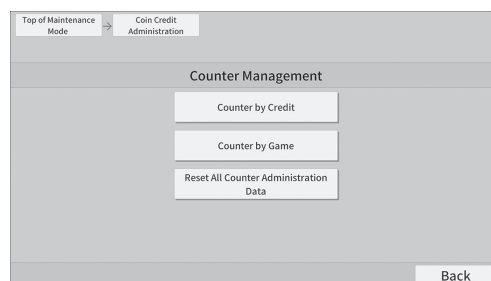 Top of Maintenance
Mode
→
Coin Credit
Administration
Counter Management
Counter by Credit
Counter by Game
Reset All Counter Administration
Data
Back